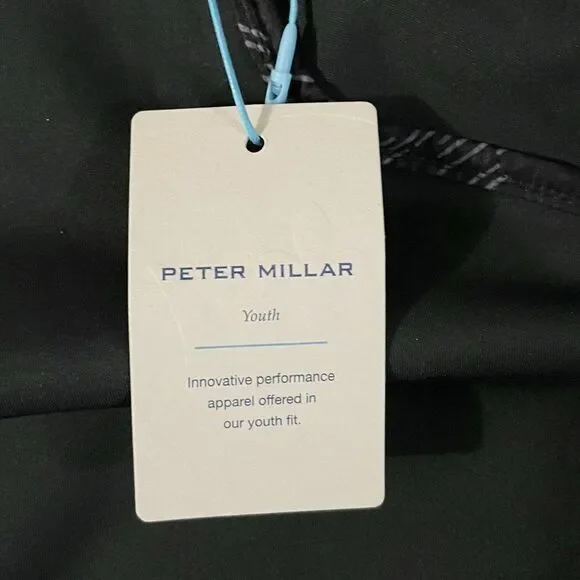 PETER MILLAR
Youth
Innovative performance
apparel offered in
our youth fit.